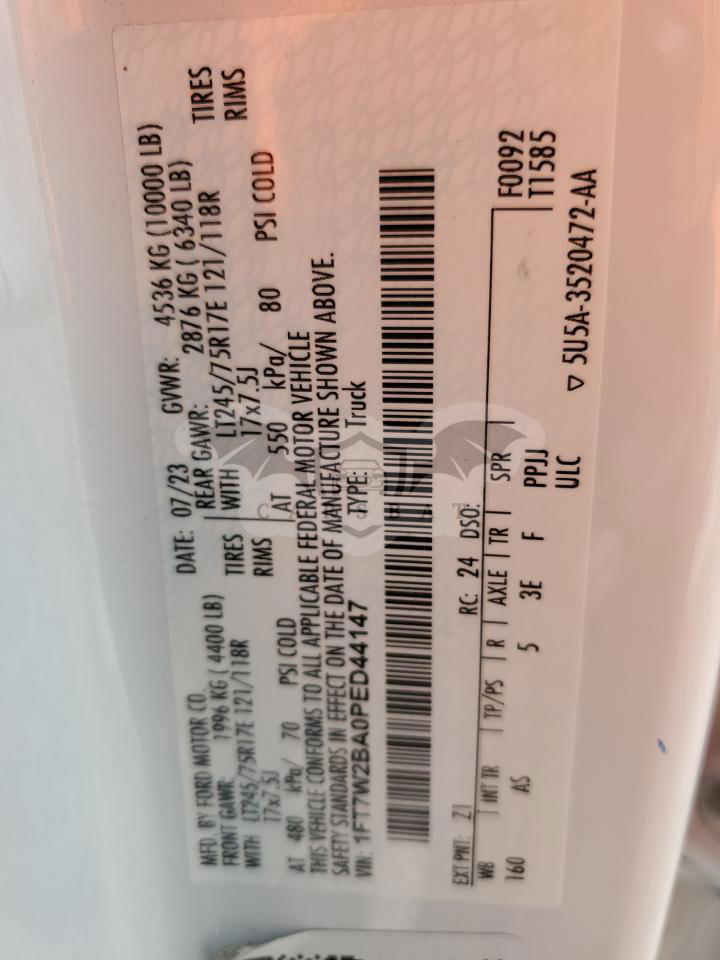 MFD. BY FORD MOTOR CO.
DATE: 07/23 GVWR: 4536 KG (10000 LB)
FRONT GAWR: 1996 KG ( 4400 LB) REAR GAWR: 2876 KG ( 6340 LB)
WITH LT245/75R17E 121/118R TIRES WITH LT245/75R17E 121/118R TIRES
17x7.5J RIMS 17x7.5J RIMS
AT 480 kPa/ 70 PSI COLD AT 550 kPa/ 80 PSI COLD
THIS VEHICLE CONFORMS TO ALL APPLICABLE FEDERAL MOTOR VEHICLE
SAFETY STANDARDS IN EFFECT ON THE DATE OF MANUFACTURE SHOWN ABOVE.
VIN: 1FT7W2BA0PED44147 TYPE: Truck
EXT PNT: Z1 RC: 24 DSO: F0092
WB INT TR TP/PS R AXLE TR SPR T1585
160 AS 5 3E F PPJJ
ULC
▽ 5U5A-3520472-AA